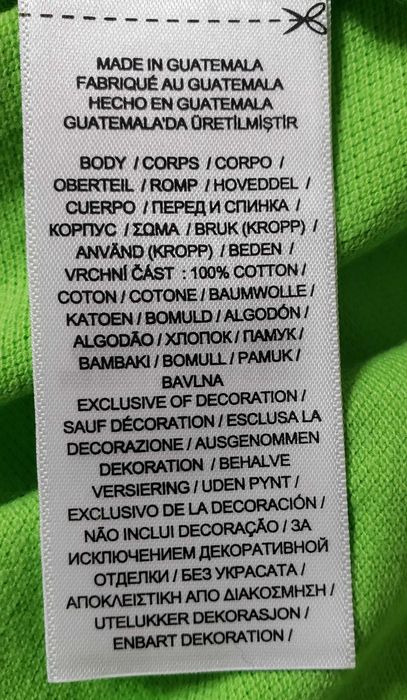 MADE IN GUATEMALA
FABRIQUÉ AU GUATEMALA
HECHO EN GUATEMALA
GUATEMALA'DA ÜRETİLMİŞTİR
BODY / CORPS / CORPO /
OBERTEIL / ROMP / HOVEDDEL /
CUERPO / ПЕРЕД И СПИНКА /
КОРПУС / ΣΩΜΑ / BRUK (KROPP) /
ANVÄND (KROPP) / BEDEN /
VRCHNÍ ČÁST : 100% COTTON /
COTON / COTONE / BAUMWOLLE /
KATOEN / BOMULD / ALGODÓN /
ALGODÃO / ХЛОПОК / ПАМУК /
BAMBAKI / BOMULL / PAMUK /
BAVLNA
EXCLUSIVE OF DECORATION /
SAUF DÉCORATION / ESCLUSA LA
DECORAZIONE / AUSGENOMMEN
DEKORATION / BEHALVE
VERSIERING / UDEN PYNT /
EXCLUSIVO DE LA DECORACIÓN /
NÃO INCLUI DECORAÇÃO / ЗА
ИСКЛЮЧЕНИЕМ ДЕКОРАТИВНОЙ
ОТДЕЛКИ / БЕЗ УКРАСАТА /
ΑΠΟΚΛΕΙΣΤΙΚΗ ΑΠΟ ΔΙΑΚΟΣΜΗΣΗ /
UTELUKKER DEKORASJON /
ENBART DEKORATION /